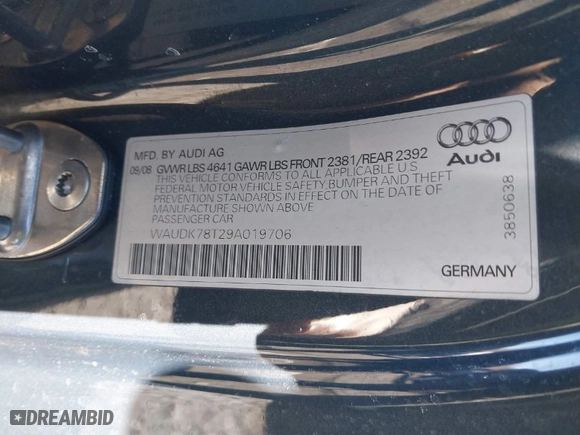 MFD. BY AUDI AG
09/08 GVWR LBS 4641 GAWR LBS FRONT 2381/REAR 2392
THIS VEHICLE CONFORMS TO ALL APPLICABLE U S
FEDERAL MOTOR VEHICLE SAFETY BUMPER AND THEFT
PREVENTION STANDARDS IN EFFECT ON THE DATE OF
MANUFACTURE SHOWN ABOVE
PASSENGER CAR
WAUDK78T29A019706
Audi
3850638
GERMANY
DREAMBID